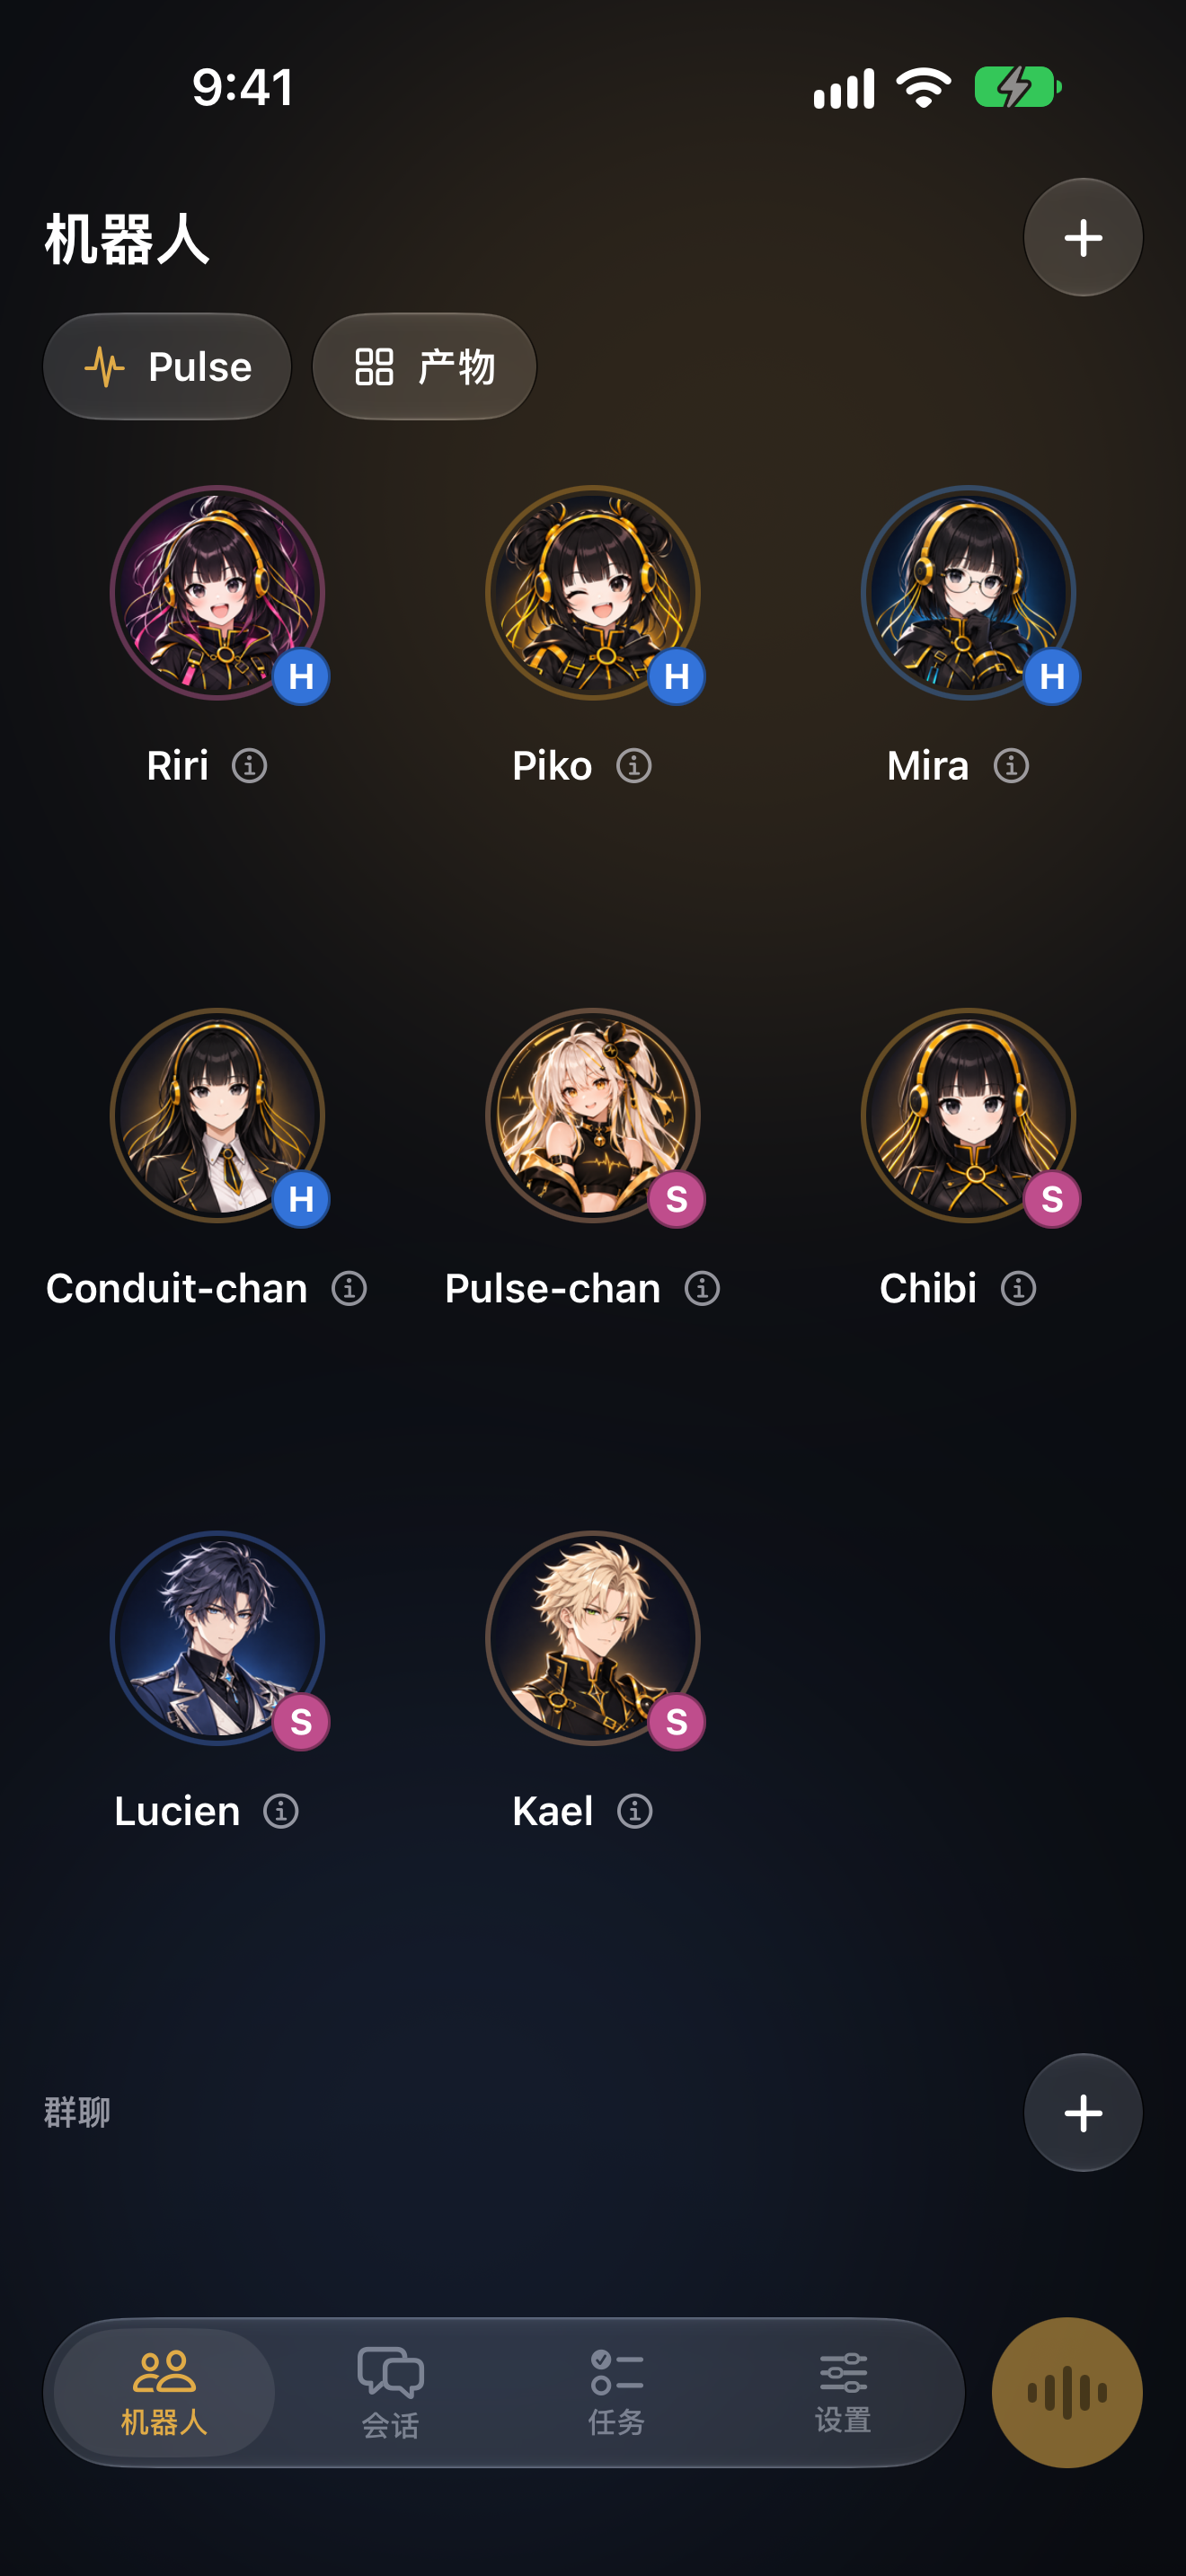 9:41
机器人
Pulse
产物
H
H
H
Riri
Piko
Mira
H
S
S
Conduit-chan
Pulse-chan
Chibi
S
S
Lucien
Kael
群聊
机器人
会话
任务
设置